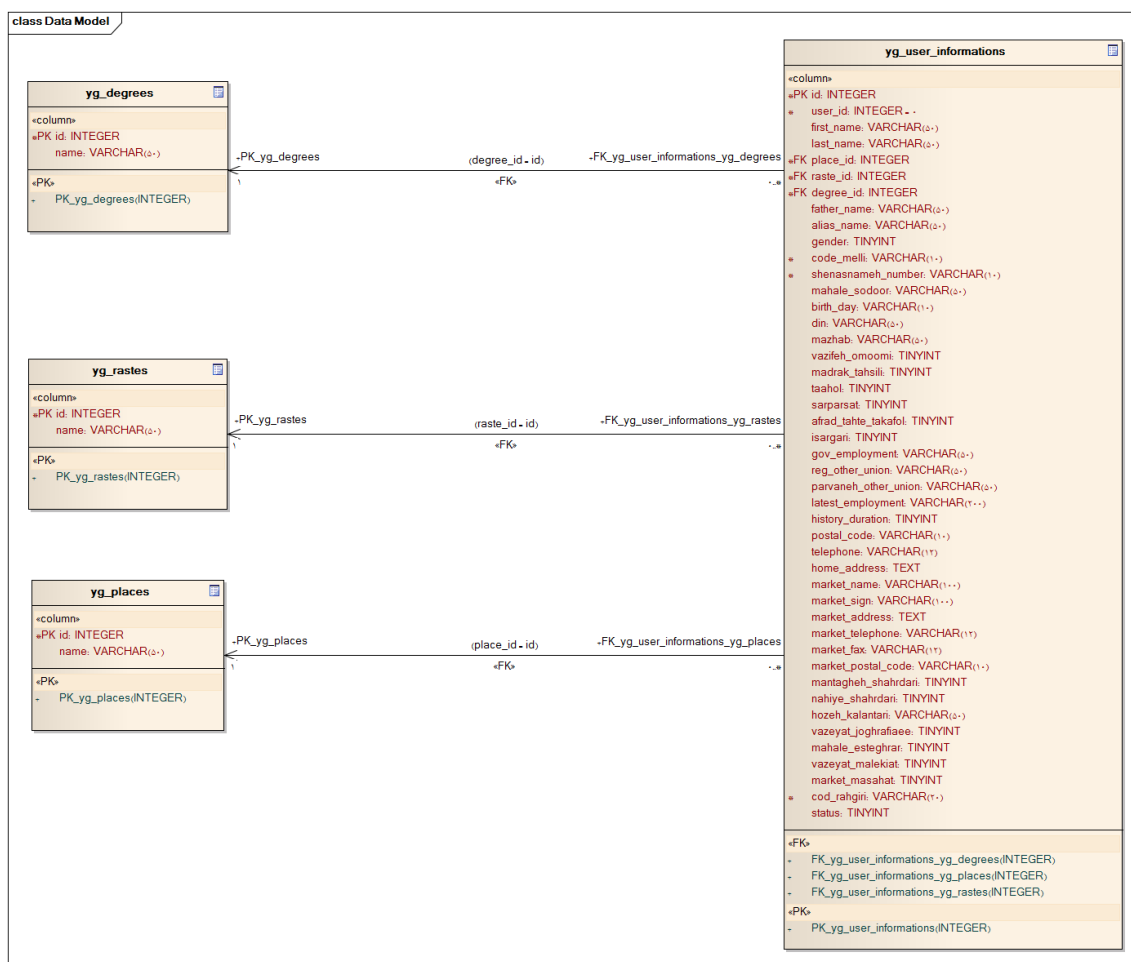 class Data Model
yg_degrees
«column»
*PK id: INTEGER
name: VARCHAR(۵۰)
«PK»
+ PK_yg_degrees(INTEGER)
+PK_yg_degrees
۱
(degree_id = id)
«FK»
+FK_yg_user_informations_yg_degrees
۰..*
yg_rastes
«column»
*PK id: INTEGER
name: VARCHAR(۵۰)
«PK»
+ PK_yg_rastes(INTEGER)
+PK_yg_rastes
۱
(raste_id = id)
«FK»
+FK_yg_user_informations_yg_rastes
۰..*
yg_places
«column»
*PK id: INTEGER
name: VARCHAR(۵۰)
«PK»
+ PK_yg_places(INTEGER)
+PK_yg_places
۱
(place_id = id)
«FK»
+FK_yg_user_informations_yg_places
۰..*
yg_user_informations
«column»
*PK id: INTEGER
* user_id: INTEGER = ۰
first_name: VARCHAR(۵۰)
last_name: VARCHAR(۵۰)
*FK place_id: INTEGER
*FK raste_id: INTEGER
*FK degree_id: INTEGER
father_name: VARCHAR(۵۰)
alias_name: VARCHAR(۵۰)
gender: TINYINT
* code_melli: VARCHAR(۱۰)
* shenasnameh_number: VARCHAR(۱۰)
mahale_sodoor: VARCHAR(۵۰)
birth_day: VARCHAR(۱۰)
din: VARCHAR(۵۰)
mazhab: VARCHAR(۵۰)
vazifeh_omoomi: TINYINT
madrak_tahsili: TINYINT
taahol: TINYINT
sarparsat: TINYINT
afrad_tahte_takafol: TINYINT
isargari: TINYINT
gov_employment: VARCHAR(۵۰)
reg_other_union: VARCHAR(۵۰)
parvaneh_other_union: VARCHAR(۵۰)
latest_employment: VARCHAR(۲۰۰)
history_duration: TINYINT
postal_code: VARCHAR(۱۰)
telephone: VARCHAR(۱۲)
home_address: TEXT
market_name: VARCHAR(۱۰۰)
market_sign: VARCHAR(۱۰۰)
market_address: TEXT
market_telephone: VARCHAR(۱۲)
market_fax: VARCHAR(۱۲)
market_postal_code: VARCHAR(۱۰)
mantagheh_shahrdari: TINYINT
nahiye_shahrdari: TINYINT
hozeh_kalantari: VARCHAR(۵۰)
vazeyat_joghrafiaee: TINYINT
mahale_esteghrar: TINYINT
vazeyat_malekiat: TINYINT
market_masahat: TINYINT
* cod_rahgiri: VARCHAR(۲۰)
status: TINYINT
«FK»
+ FK_yg_user_informations_yg_degrees(INTEGER)
+ FK_yg_user_informations_yg_places(INTEGER)
+ FK_yg_user_informations_yg_rastes(INTEGER)
«PK»
+ PK_yg_user_informations(INTEGER)